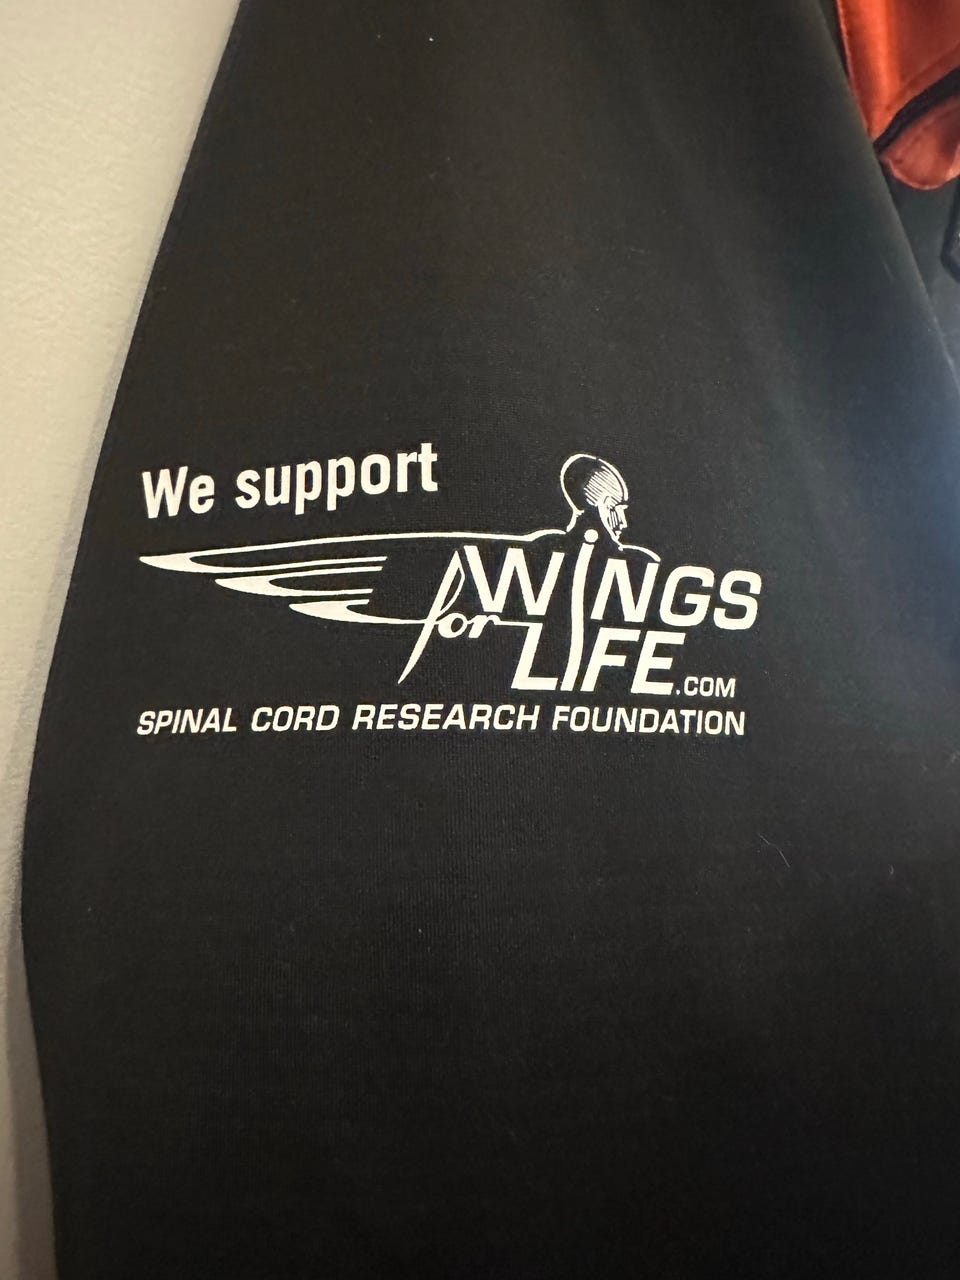 We support
WiNGS
for LIFE.COM
SPINAL CORD RESEARCH FOUNDATION